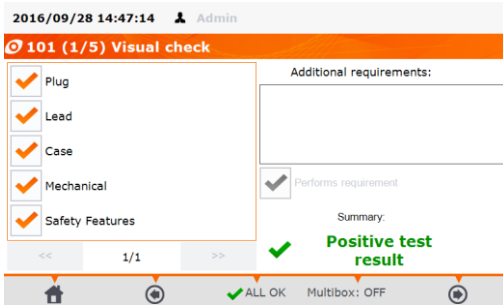 2016/09/28 14:47:14 Admin
101 (1/5) Visual check
Plug
Lead
Case
Mechanical
Safety Features
<< 1/1 >>
Additional requirements:
Performs requirement
Summary:
Positive test
result
ALL OK Multibox: OFF